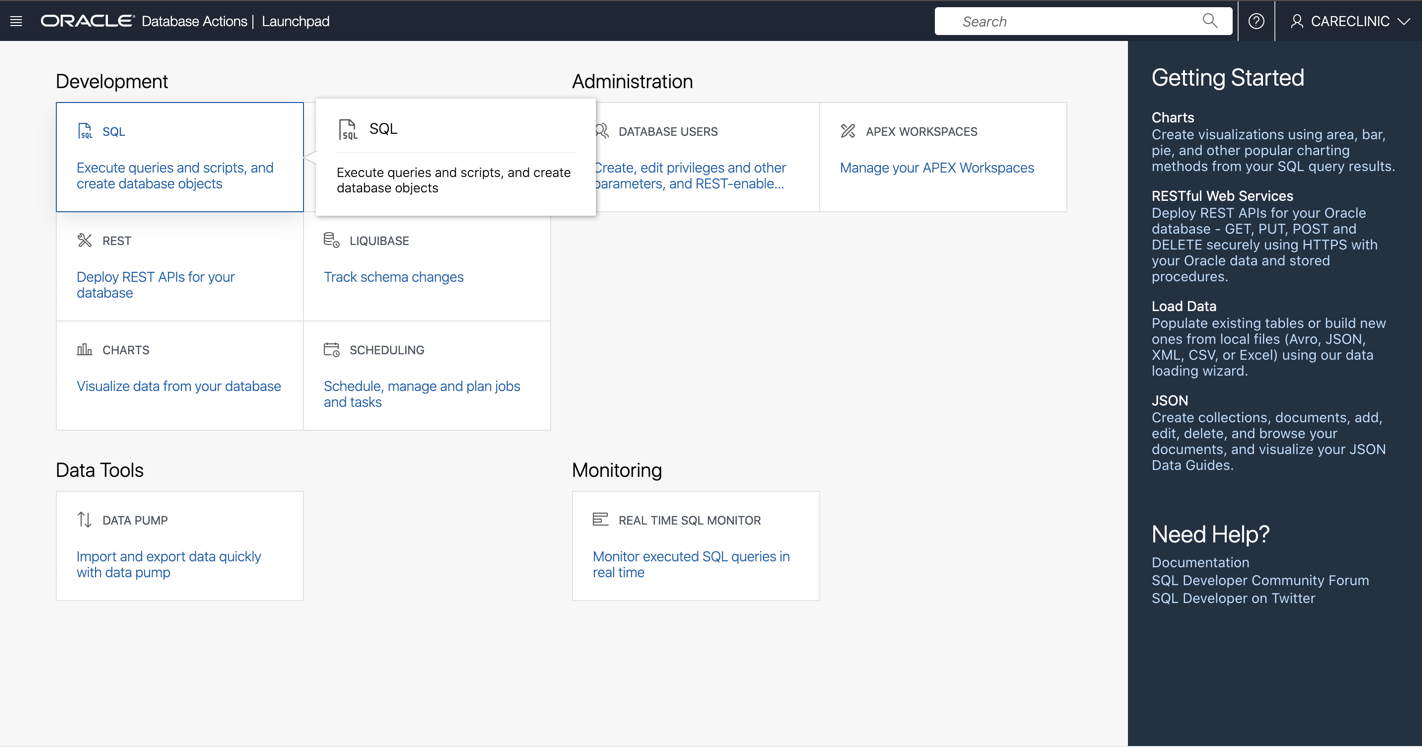 ORACLE Database Actions | Launchpad
Search
CARECLINIC
Development
SQL
Execute queries and scripts, and
create database objects
SQL
Execute queries and scripts, and create
database objects
REST
Deploy REST APIs for your
database
LIQUIBASE
Track schema changes
CHARTS
Visualize data from your database
SCHEDULING
Schedule, manage and plan jobs
and tasks
Administration
DATABASE USERS
Create, edit privileges and other
parameters, and REST-enable...
APEX WORKSPACES
Manage your APEX Workspaces
Data Tools
DATA PUMP
Import and export data quickly
with data pump
Monitoring
REAL TIME SQL MONITOR
Monitor executed SQL queries in
real time
Getting Started
Charts
Create visualizations using area, bar,
pie, and other popular charting
methods from your SQL query results.
RESTful Web Services
Deploy REST APIs for your Oracle
database - GET, PUT, POST and
DELETE securely using HTTPS with
your Oracle data and stored
procedures.
Load Data
Populate existing tables or build new
ones from local files (Avro, JSON,
XML, CSV, or Excel) using our data
loading wizard.
JSON
Create collections, documents, add,
edit, delete, and browse your
documents, and visualize your JSON
Data Guides.
Need Help?
Documentation
SQL Developer Community Forum
SQL Developer on Twitter